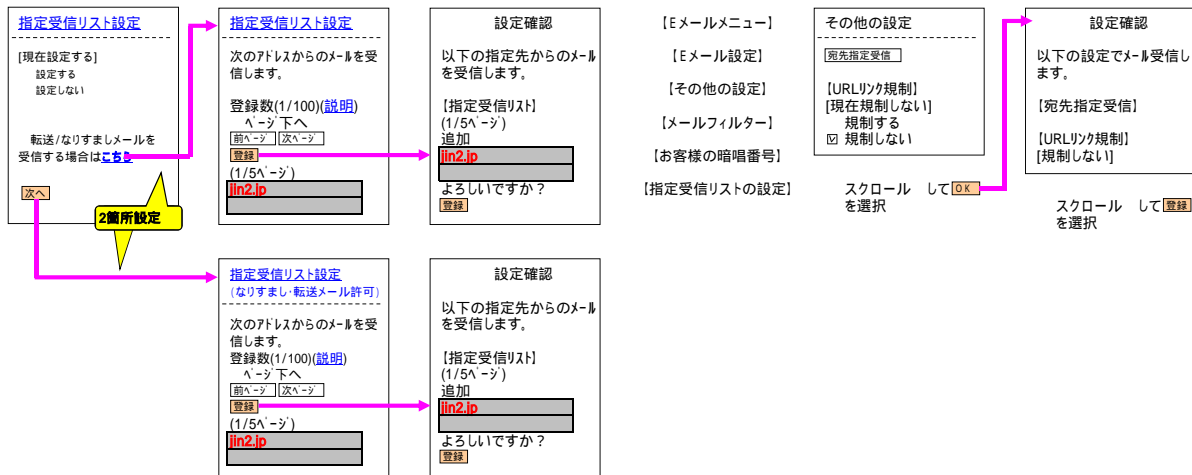 指定受信リスト設定
[現在設定する]
設定する
設定しない
転送/なりすましメールを
受信する場合はこちら
次へ
2箇所設定
指定受信リスト設定
次のアドレスからのメールを受
信します。
登録数(1/100)(説明)
ページ下へ
前ページ 次ページ
登録
(1/5ページ)
jin2.jp
設定確認
以下の指定先からのメール
を受信します。
【指定受信リスト】
(1/5ページ)
追加
jin2.jp
よろしいですか？
登録
指定受信リスト設定
(なりすまし・転送メール許可)
次のアドレスからのメールを受
信します。
登録数(1/100)(説明)
ページ下へ
前ページ 次ページ
登録
(1/5ページ)
jin2.jp
設定確認
以下の指定先からのメール
を受信します。
【指定受信リスト】
(1/5ページ)
追加
jin2.jp
よろしいですか？
登録
【Eメールメニュー】
【Eメール設定】
【その他の設定】
【メールフィルター】
【お客様の暗唱番号】
【指定受信リストの設定】
その他の設定
宛先指定受信
【URLリンク規制】
[現在規制しない]
規制する
☑ 規制しない
スクロール して OK
を選択
設定確認
以下の設定でメール受信し
ます。
【宛先指定受信】
【URLリンク規制】
[規制しない]
スクロール して 登録
を選択